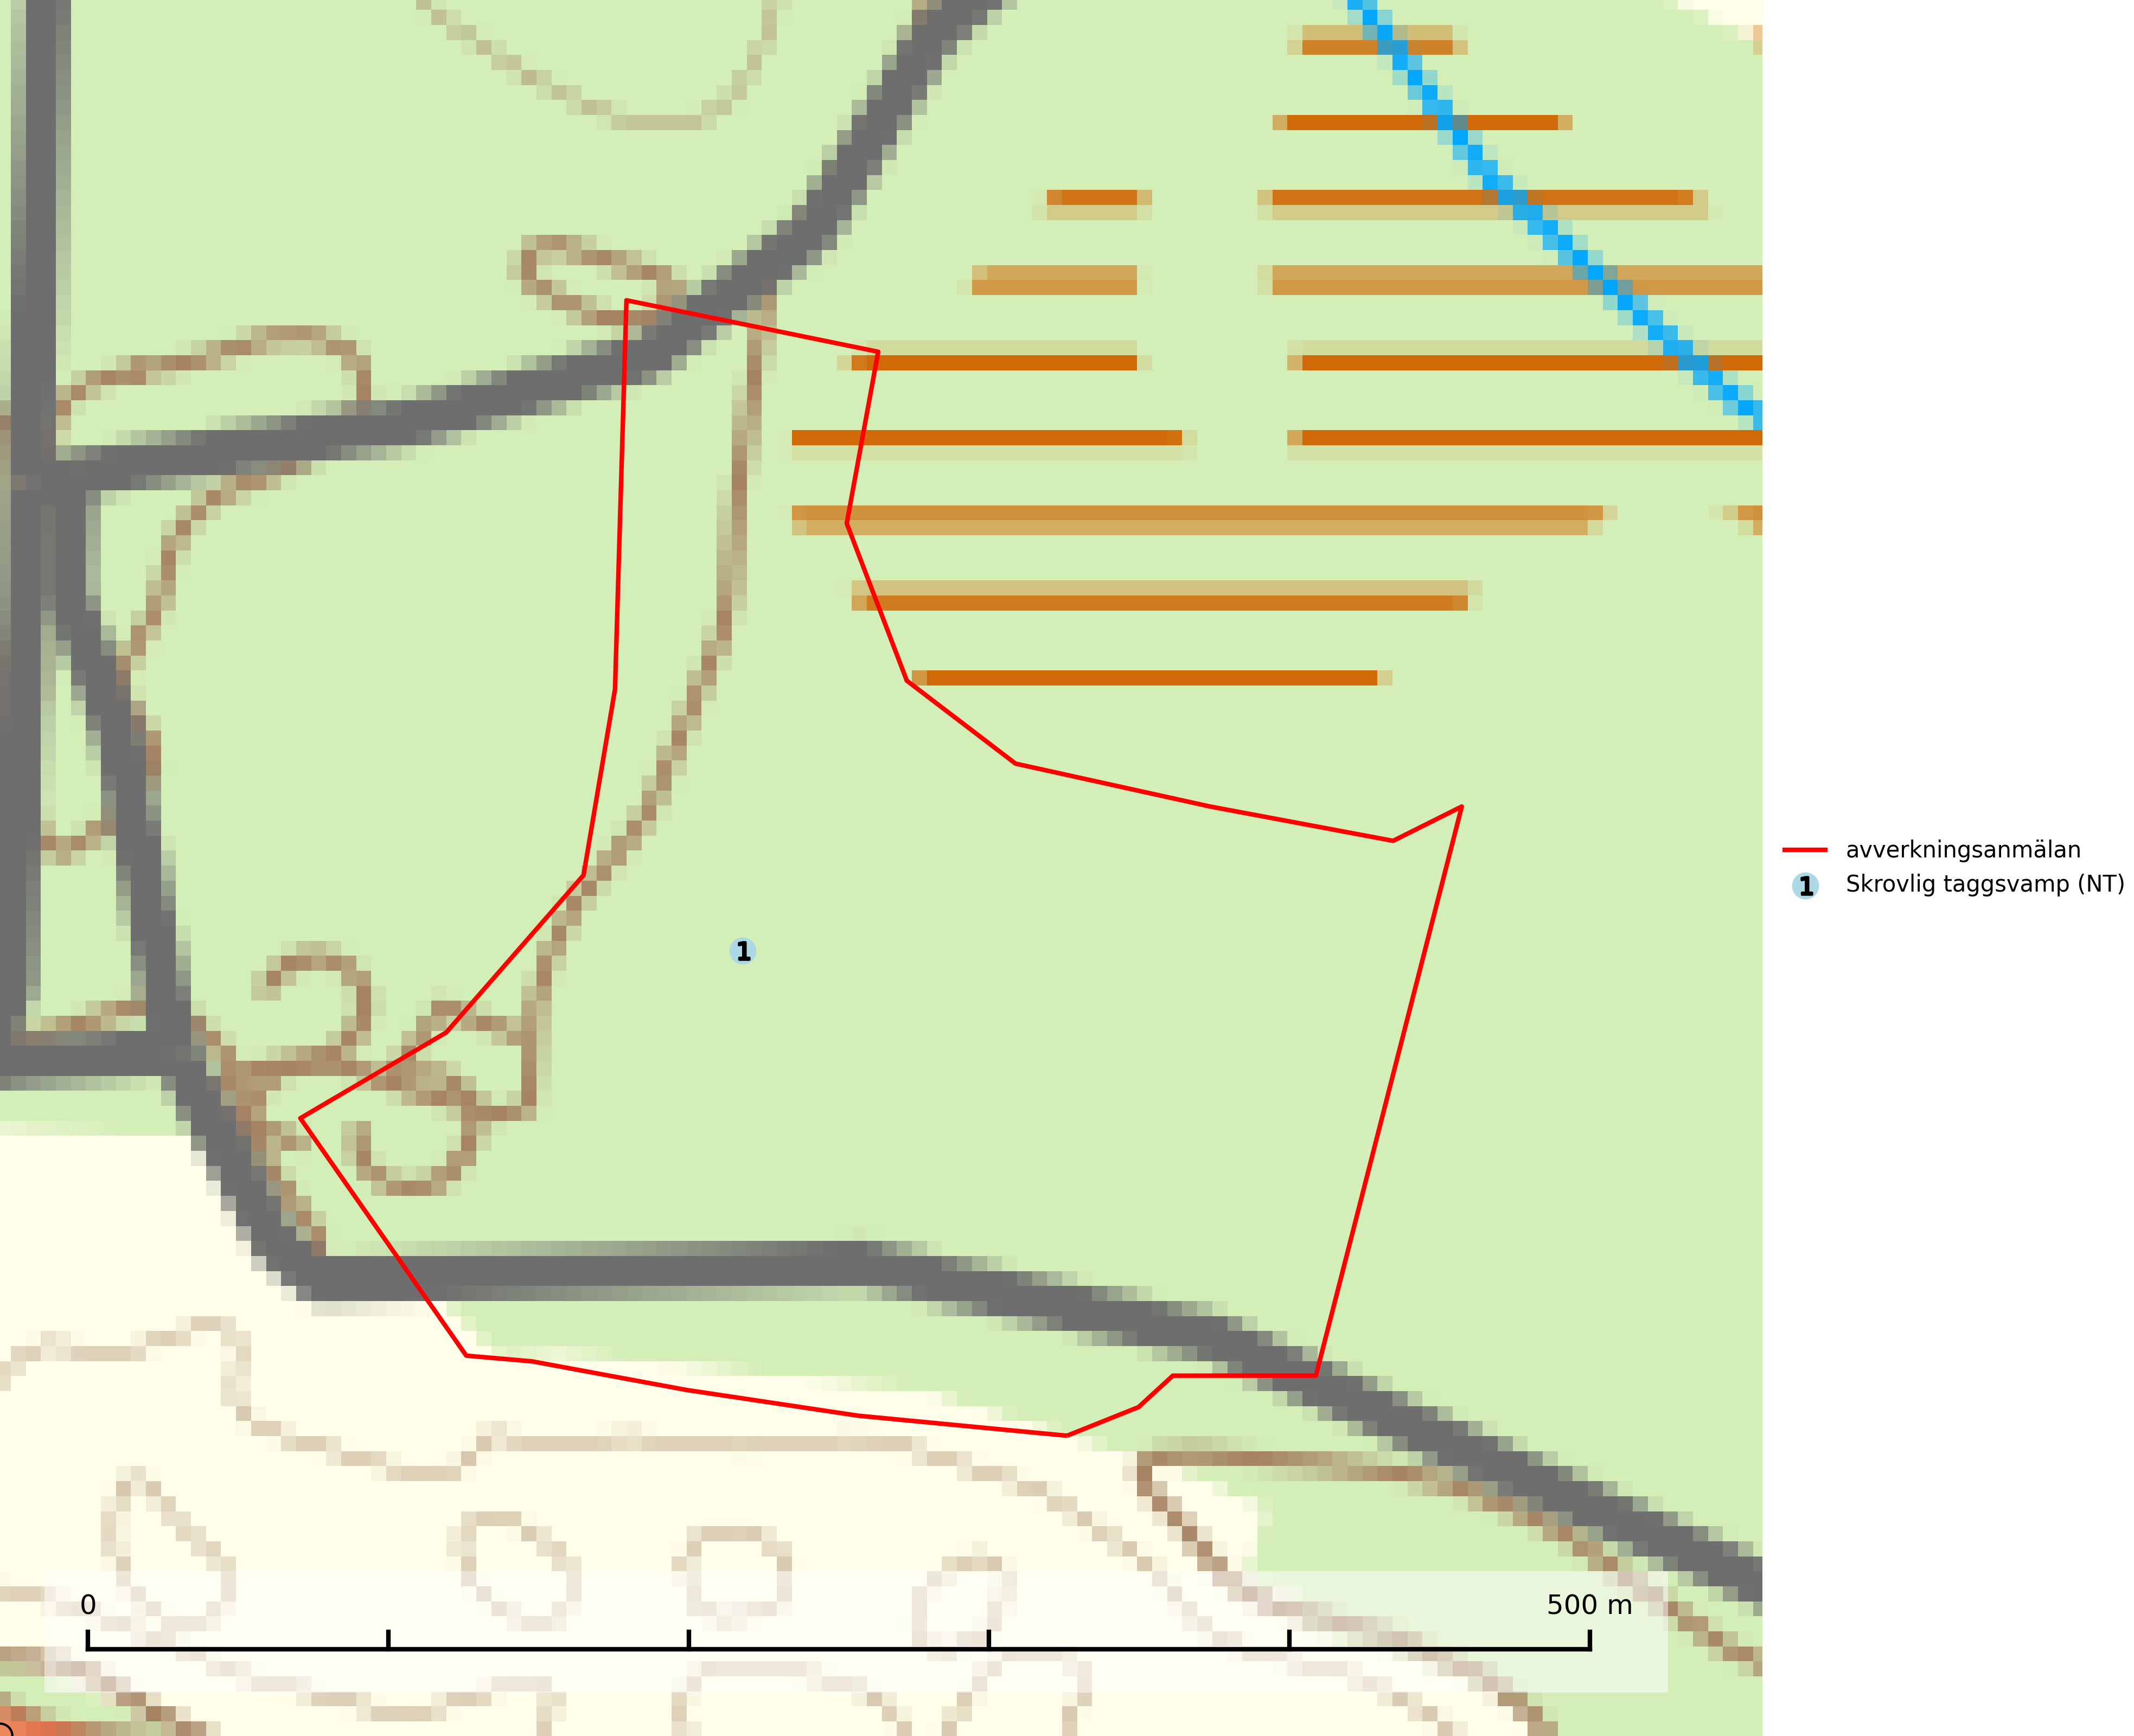 avverkningsanmälan
1 Skrovlig taggsvamp (NT)
1
0 500 m